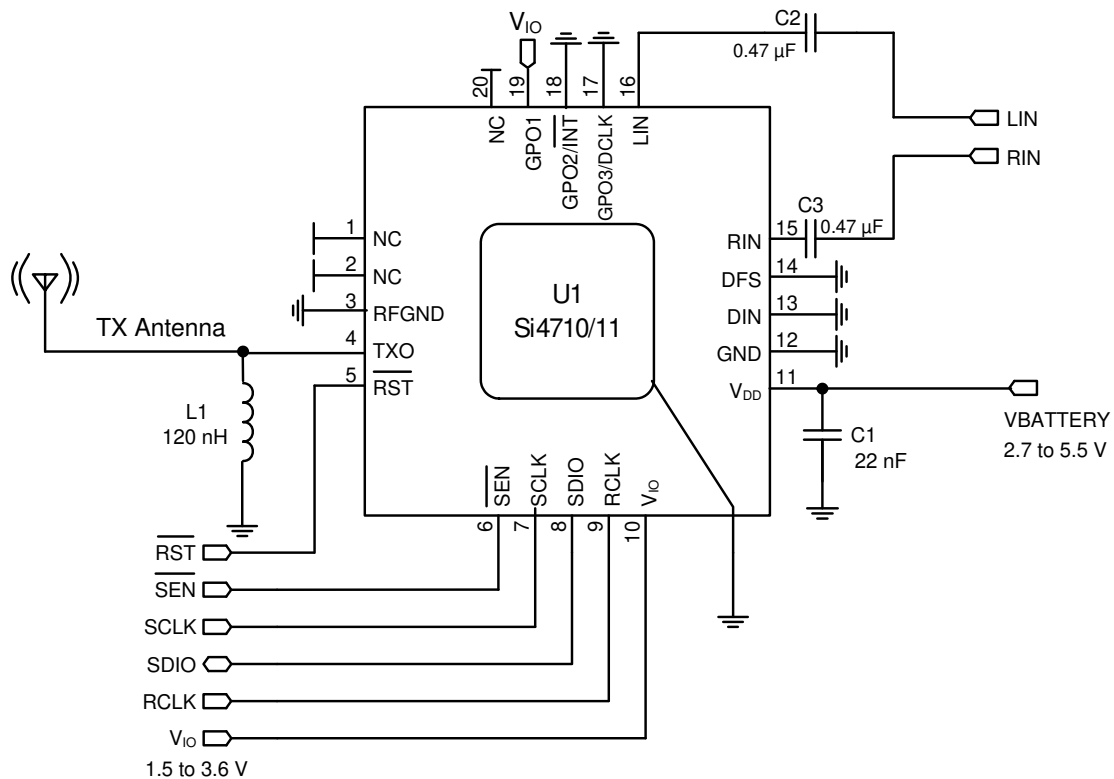 V_IO
C2
0.47 µF
20
19
18
17
16
NC
GPO1
GPO2/INT
GPO3/DCLK
LIN
LIN
RIN
C3
0.47 µF
1
NC
2
NC
3
RFGND
4
TXO
5
RST
TX Antenna
L1
120 nH
U1
Si4710/11
RIN
15
DFS
14
DIN
13
GND
12
V_DD
11
VBATTERY
2.7 to 5.5 V
C1
22 nF
SEN
SCLK
SDIO
RCLK
V_IO
6
7
8
9
10
RST
SEN
SCLK
SDIO
RCLK
V_IO
1.5 to 3.6 V